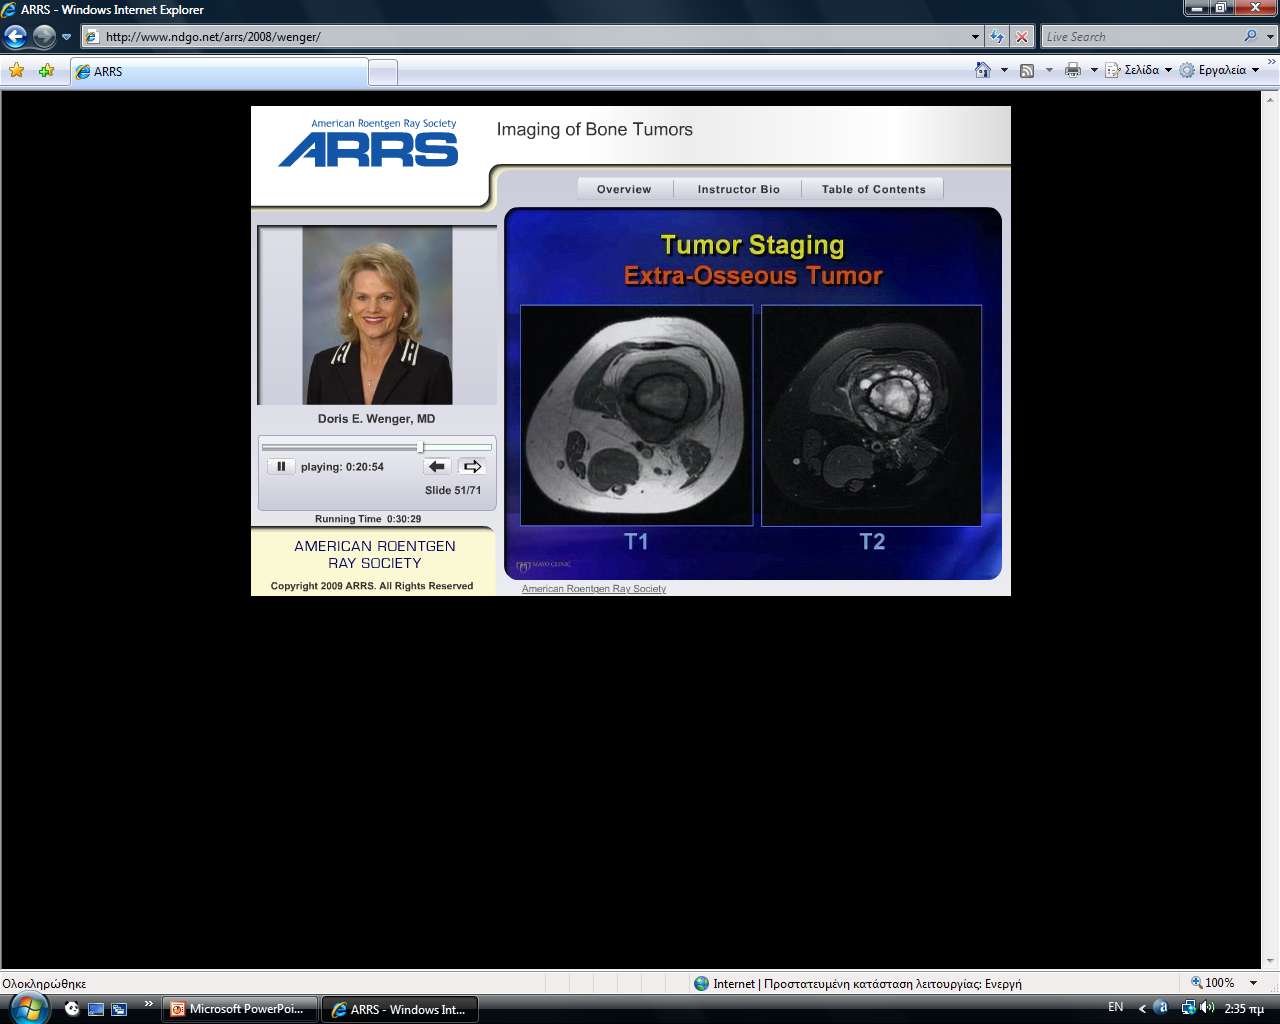 ARRS - Windows Internet Explorer
http://www.ndgo.net/arrs/2008/wenger/
Live Search
ARRS
Σελίδα
Εργαλεία
American Roentgen Ray Society
ARRS
Imaging of Bone Tumors
Overview
Instructor Bio
Table of Contents
Tumor Staging
Extra-Osseous Tumor
T1
T2
MAYO CLINIC
Doris E. Wenger, MD
playing: 0:20:54
Slide 51/71
Running Time 0:30:29
AMERICAN ROENTGEN
RAY SOCIETY
Copyright 2009 ARRS. All Rights Reserved
American Roentgen Ray Society
Ολοκληρώθηκε
Internet | Προστατευμένη κατάσταση λειτουργίας: Ενεργή
100%
Microsoft PowerPoi...
ARRS - Windows Int...
EN
2:35 πμ